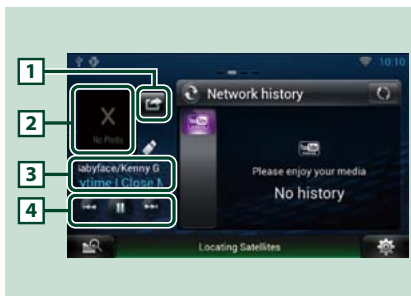 1
2
3
4
10:10
Network history
No Photo
abyface/Kenny G
ytime I Close M
Please enjoy your media
No history
Locating Satellites